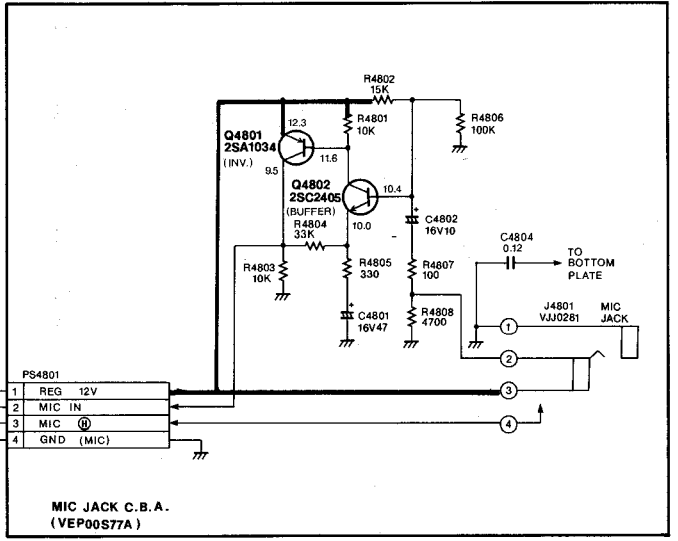 R4802
15K
12.3
R4801
10K
R4806
100K
Q4801
2SA1034
(INV.)
11.6
9.5
Q4802
2SC2405
(BUFFER)
10.4
10.0
R4804
33K
C4802
16V10
R4803
10K
R4805
330
R4807
100
C4804
0.12
TO
BOTTOM
PLATE
C4801
16V47
R4808
4700
J4801
VJJ0281
MIC
JACK
1
2
3
4
PS4801
1 REG 12V
2 MIC IN
3 MIC H
4 GND (MIC)
MIC JACK C.B.A.
(VEP00S77A)